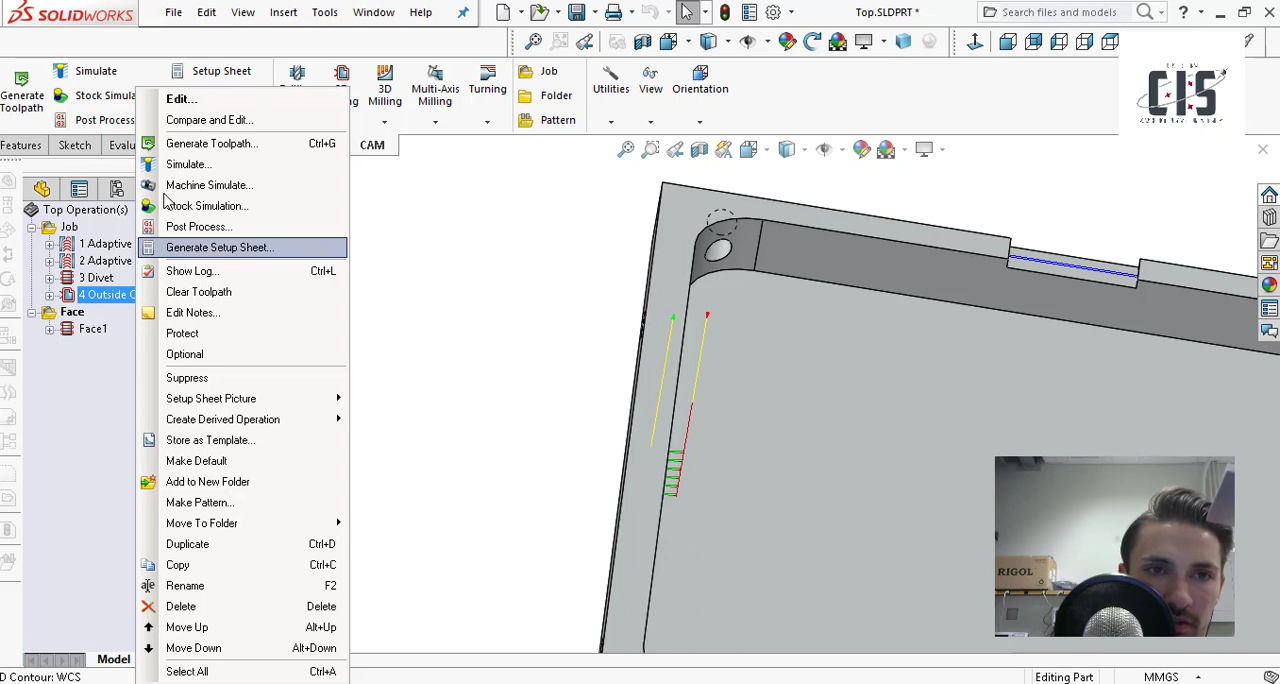 SOLIDWORKS File Edit View Insert Tools Window Help Top.SLDPRT * Search files and models ?
Generate Toolpath
Simulate
Setup Sheet
Stock Simula
Post Process
3D Milling
Multi-Axis Milling
Turning
Job
Folder
Pattern
Utilities
View
Orientation
CIS
Features Sketch Evalu CAM
Top Operation(s)
Job
1 Adaptive
2 Adaptive
3 Divet
4 Outside C
Face
Face1
Edit...
Compare and Edit...
Generate Toolpath... Ctrl+G
Simulate...
Machine Simulate...
Stock Simulation...
G1 G3 Post Process...
Generate Setup Sheet...
Show Log... Ctrl+L
Clear Toolpath
Edit Notes...
Protect
Optional
Suppress
Setup Sheet Picture
Create Derived Operation
Store as Template...
Make Default
Add to New Folder
Make Pattern...
Move To Folder
Duplicate Ctrl+D
Copy Ctrl+C
Rename F2
Delete Delete
Move Up Alt+Up
Move Down Alt+Down
Select All Ctrl+A
RIGOL
Model
D Contour: WCS
Editing Part MMGS